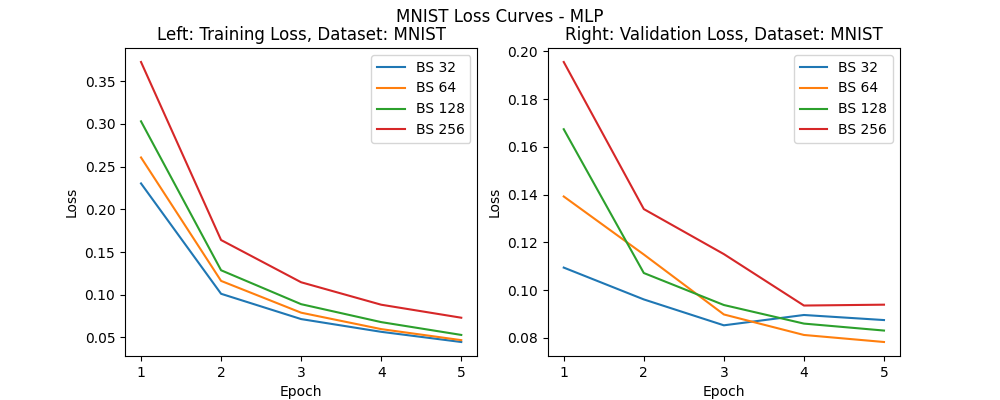 MNIST Loss Curves - MLP
Left: Training Loss, Dataset: MNIST
Loss
0.35
0.30
0.25
0.20
0.15
0.10
0.05
BS 32
BS 64
BS 128
BS 256
1 2 3 4 5
Epoch
Right: Validation Loss, Dataset: MNIST
Loss
0.20
0.18
0.16
0.14
0.12
0.10
0.08
BS 32
BS 64
BS 128
BS 256
1 2 3 4 5
Epoch